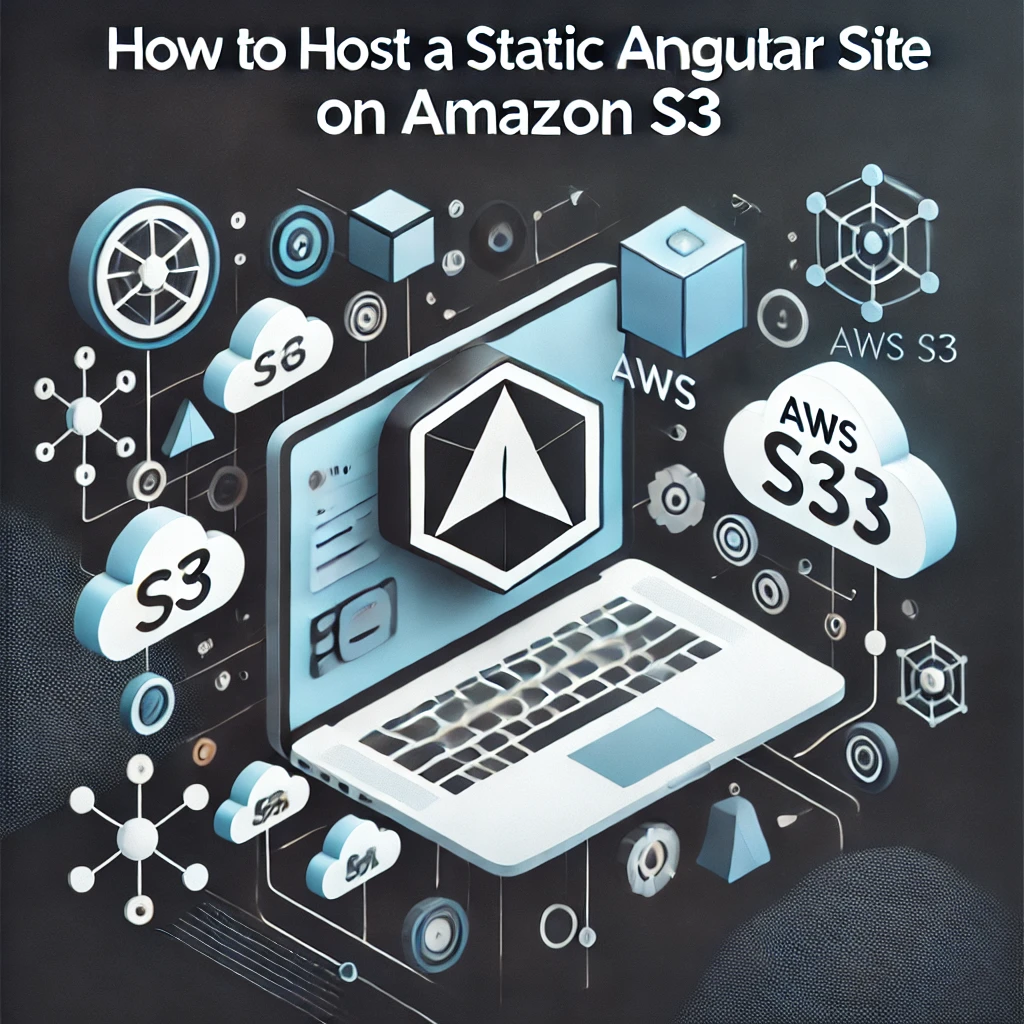 How to Host a Static Angular Site
on Amazon S3
AWS S3
S6
AWS
AWS
S33
S3